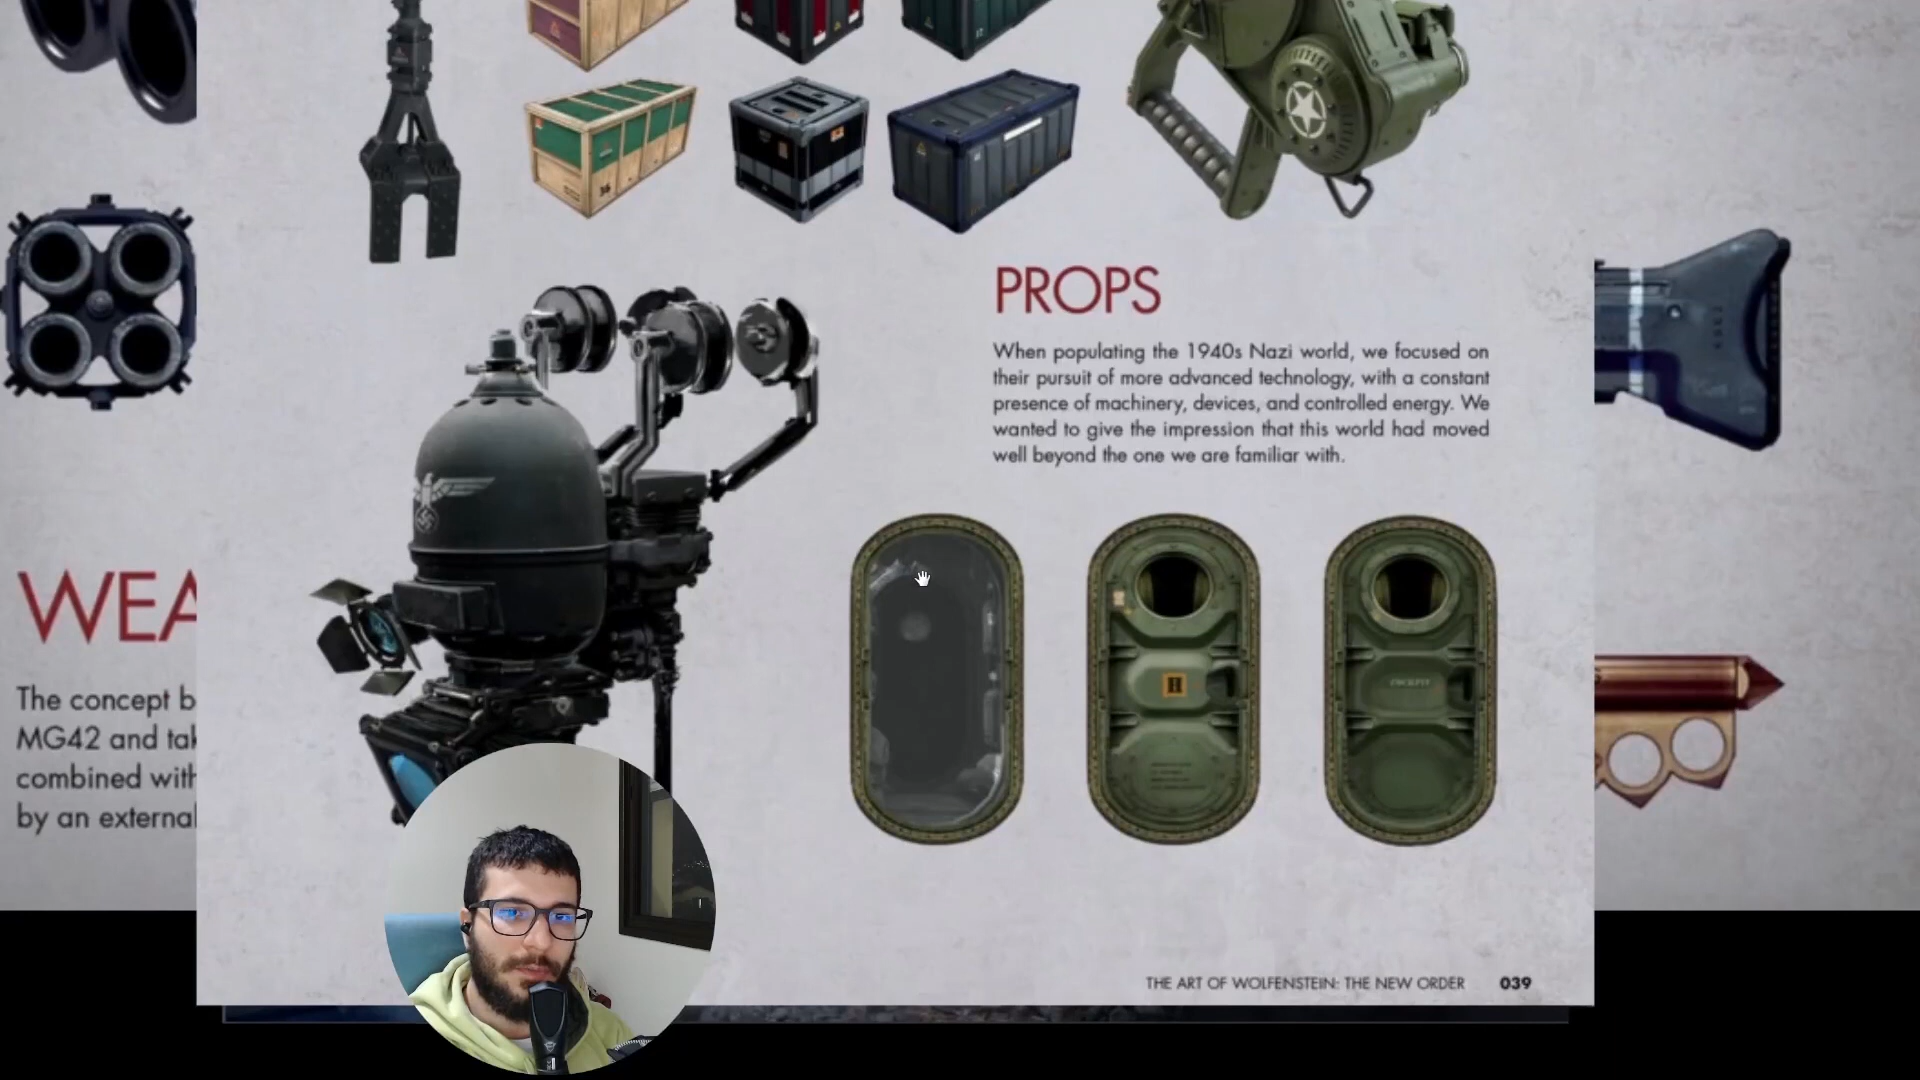 PROPS
When populating the 1940s Nazi world, we focused on
their pursuit of more advanced technology, with a constant
presence of machinery, devices, and controlled energy. We
wanted to give the impression that this world had moved
well beyond the one we are familiar with.
WEA
The concept b
MG42 and tak
combined with
by an external
36
COCKPIT
THE ART OF WOLFENSTEIN: THE NEW ORDER 039